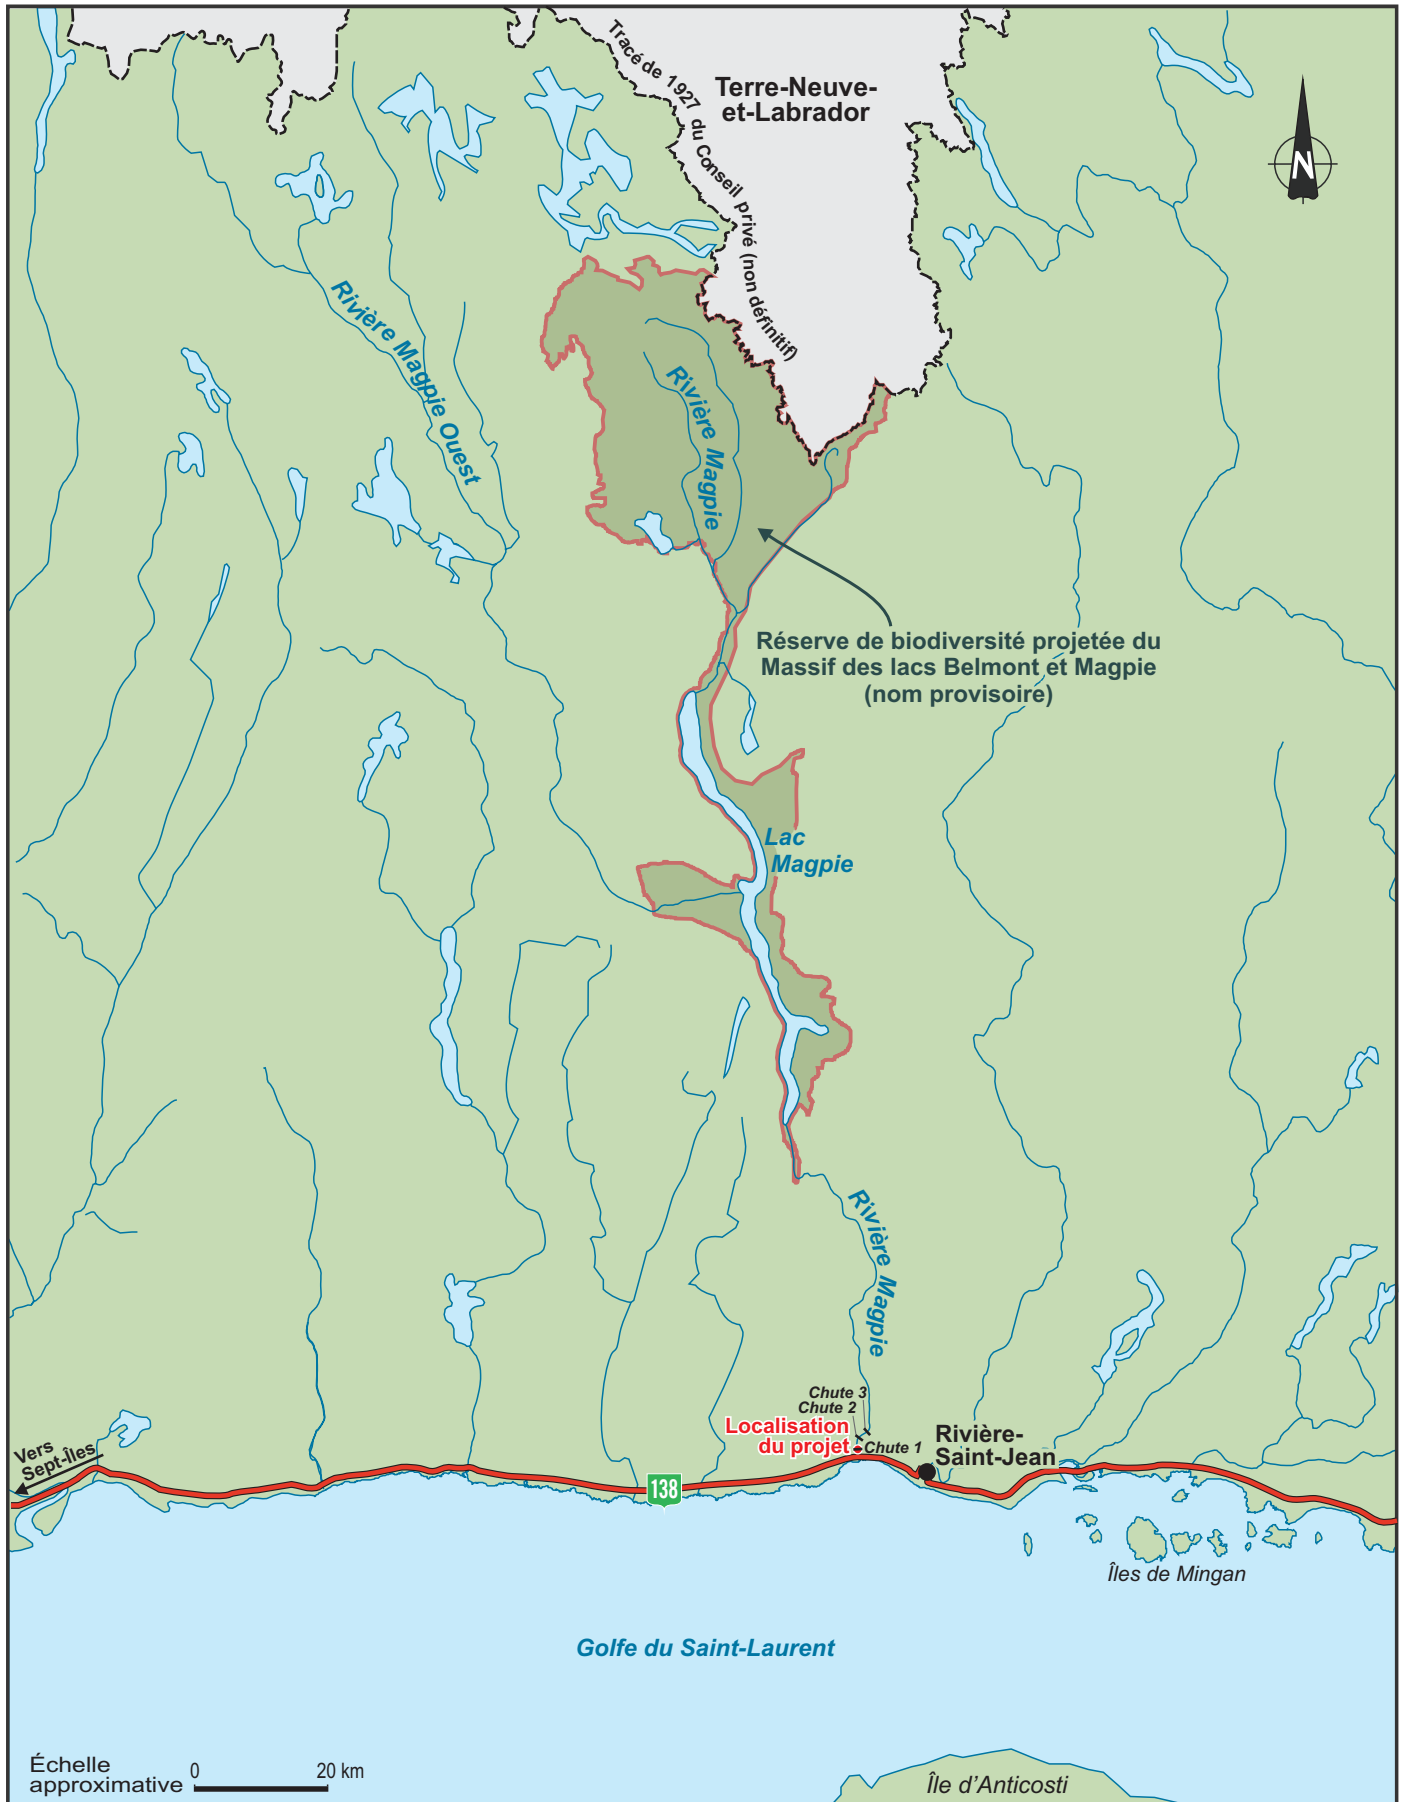 Tracé de 1927 du Conseil privé (non définitif)
Terre-Neuve-
et-Labrador
N
Rivière Magpie Ouest
Rivière Magpie
Réserve de biodiversité projetée du
Massif des lacs Belmont et Magpie
(nom provisoire)
Lac
Magpie
Rivière Magpie
Chute 3
Chute 2
Localisation
du projet
Chute 1
Rivière-
Saint-Jean
Vers
Sept-Îles
138
Îles de Mingan
Golfe du Saint-Laurent
Échelle
approximative
0
20 km
Île d'Anticosti